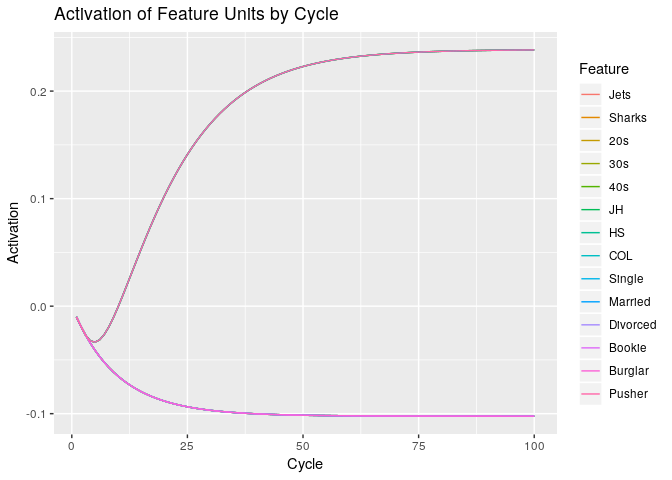 Activation of Feature Units by Cycle
Activation
0.2
0.1
0.0
-0.1
0
25
50
75
100
Cycle
Feature
Jets
Sharks
20s
30s
40s
JH
HS
COL
Single
Married
Divorced
Bookie
Burglar
Pusher